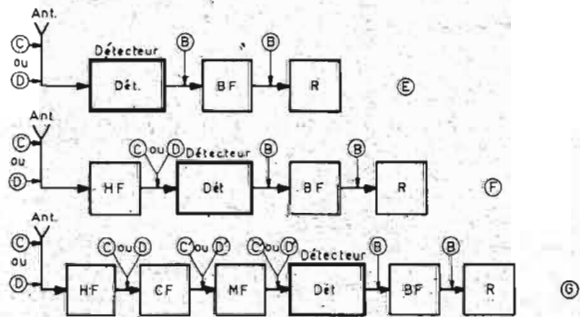 Ant.
C
ou
D
Détecteur
B
B
Dét.
BF
R
E
Ant.
C
ou
D
C ou D
Détecteur
B
B
HF
Dét
BF
R
F
Ant.
C
ou
D
C ou D
C' ou D'
C' ou D'
Détecteur
B
B
HF
CF
MF
Dét
BF
R
G